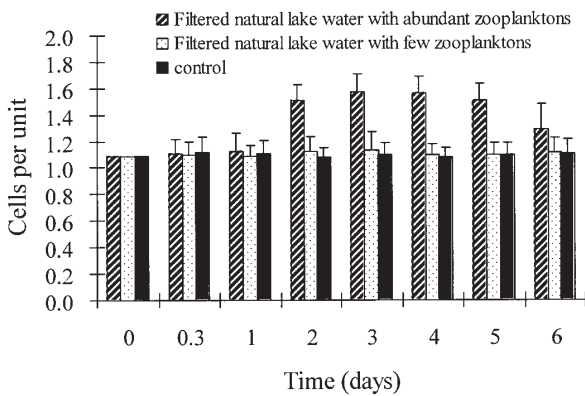 Filtered natural lake water with abundant zooplanktons
Filtered natural lake water with few zooplanktons
control
Cells per unit
2.0
1.8
1.6
1.4
1.2
1.0
0.8
0.6
0.4
0.2
0.0
0 0.3 1 2 3 4 5 6
Time (days)